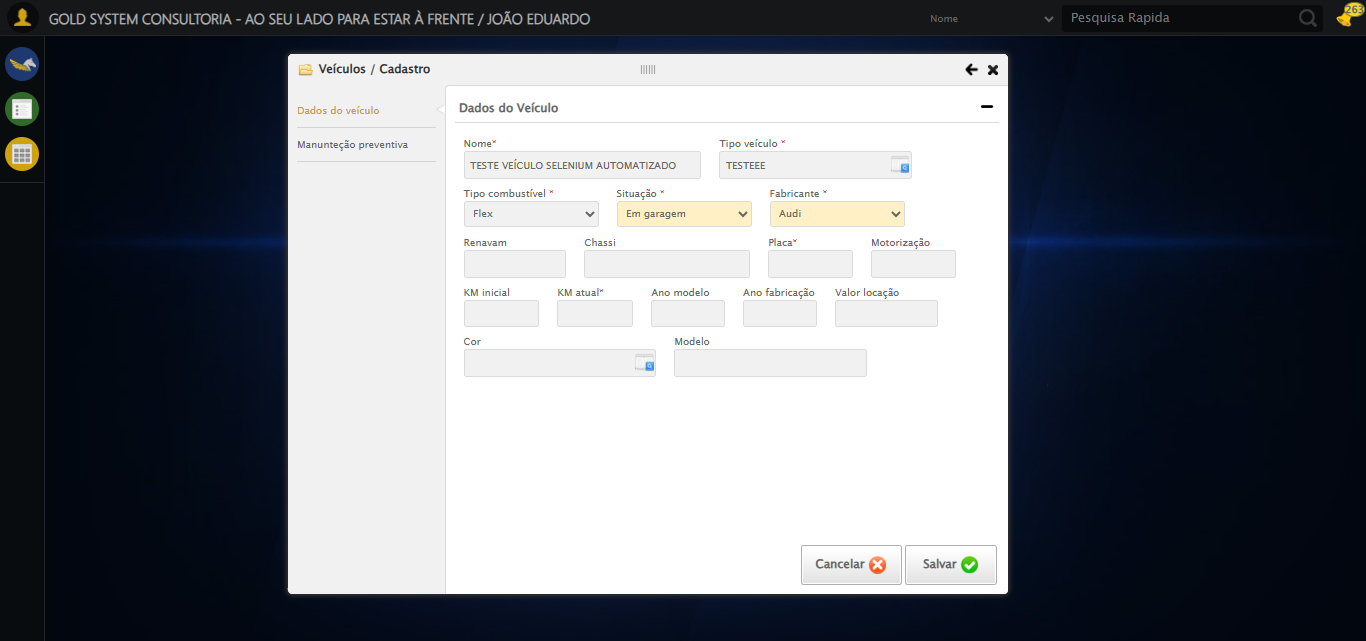 GOLD SYSTEM CONSULTORIA - AO SEU LADO PARA ESTAR À FRENTE / JOÃO EDUARDO
Nome
Pesquisa Rapida
263
Veículos / Cadastro
Dados do veículo
Manunteção preventiva
Dados do Veículo
Nome* Tipo veículo *
TESTE VEÍCULO SELENIUM AUTOMATIZADO TESTEEE
Tipo combustível * Situação * Fabricante *
Flex Em garagem Audi
Renavam Chassi Placa* Motorização
KM inicial KM atual* Ano modelo Ano fabricação Valor locação
Cor Modelo
Cancelar Salvar